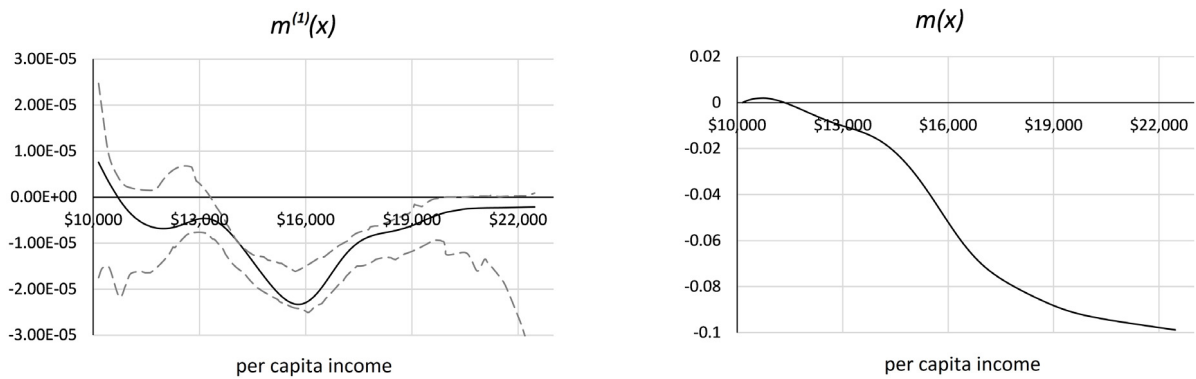 m(1)(x)
3.00E-05
2.00E-05
1.00E-05
0.00E+00
$10,000 $13,000 $16,000 $19,000 $22,000
-1.00E-05
-2.00E-05
-3.00E-05
per capita income
m(x)
0.02
0
$10,000 $13,000 $16,000 $19,000 $22,000
-0.02
-0.04
-0.06
-0.08
-0.1
per capita income